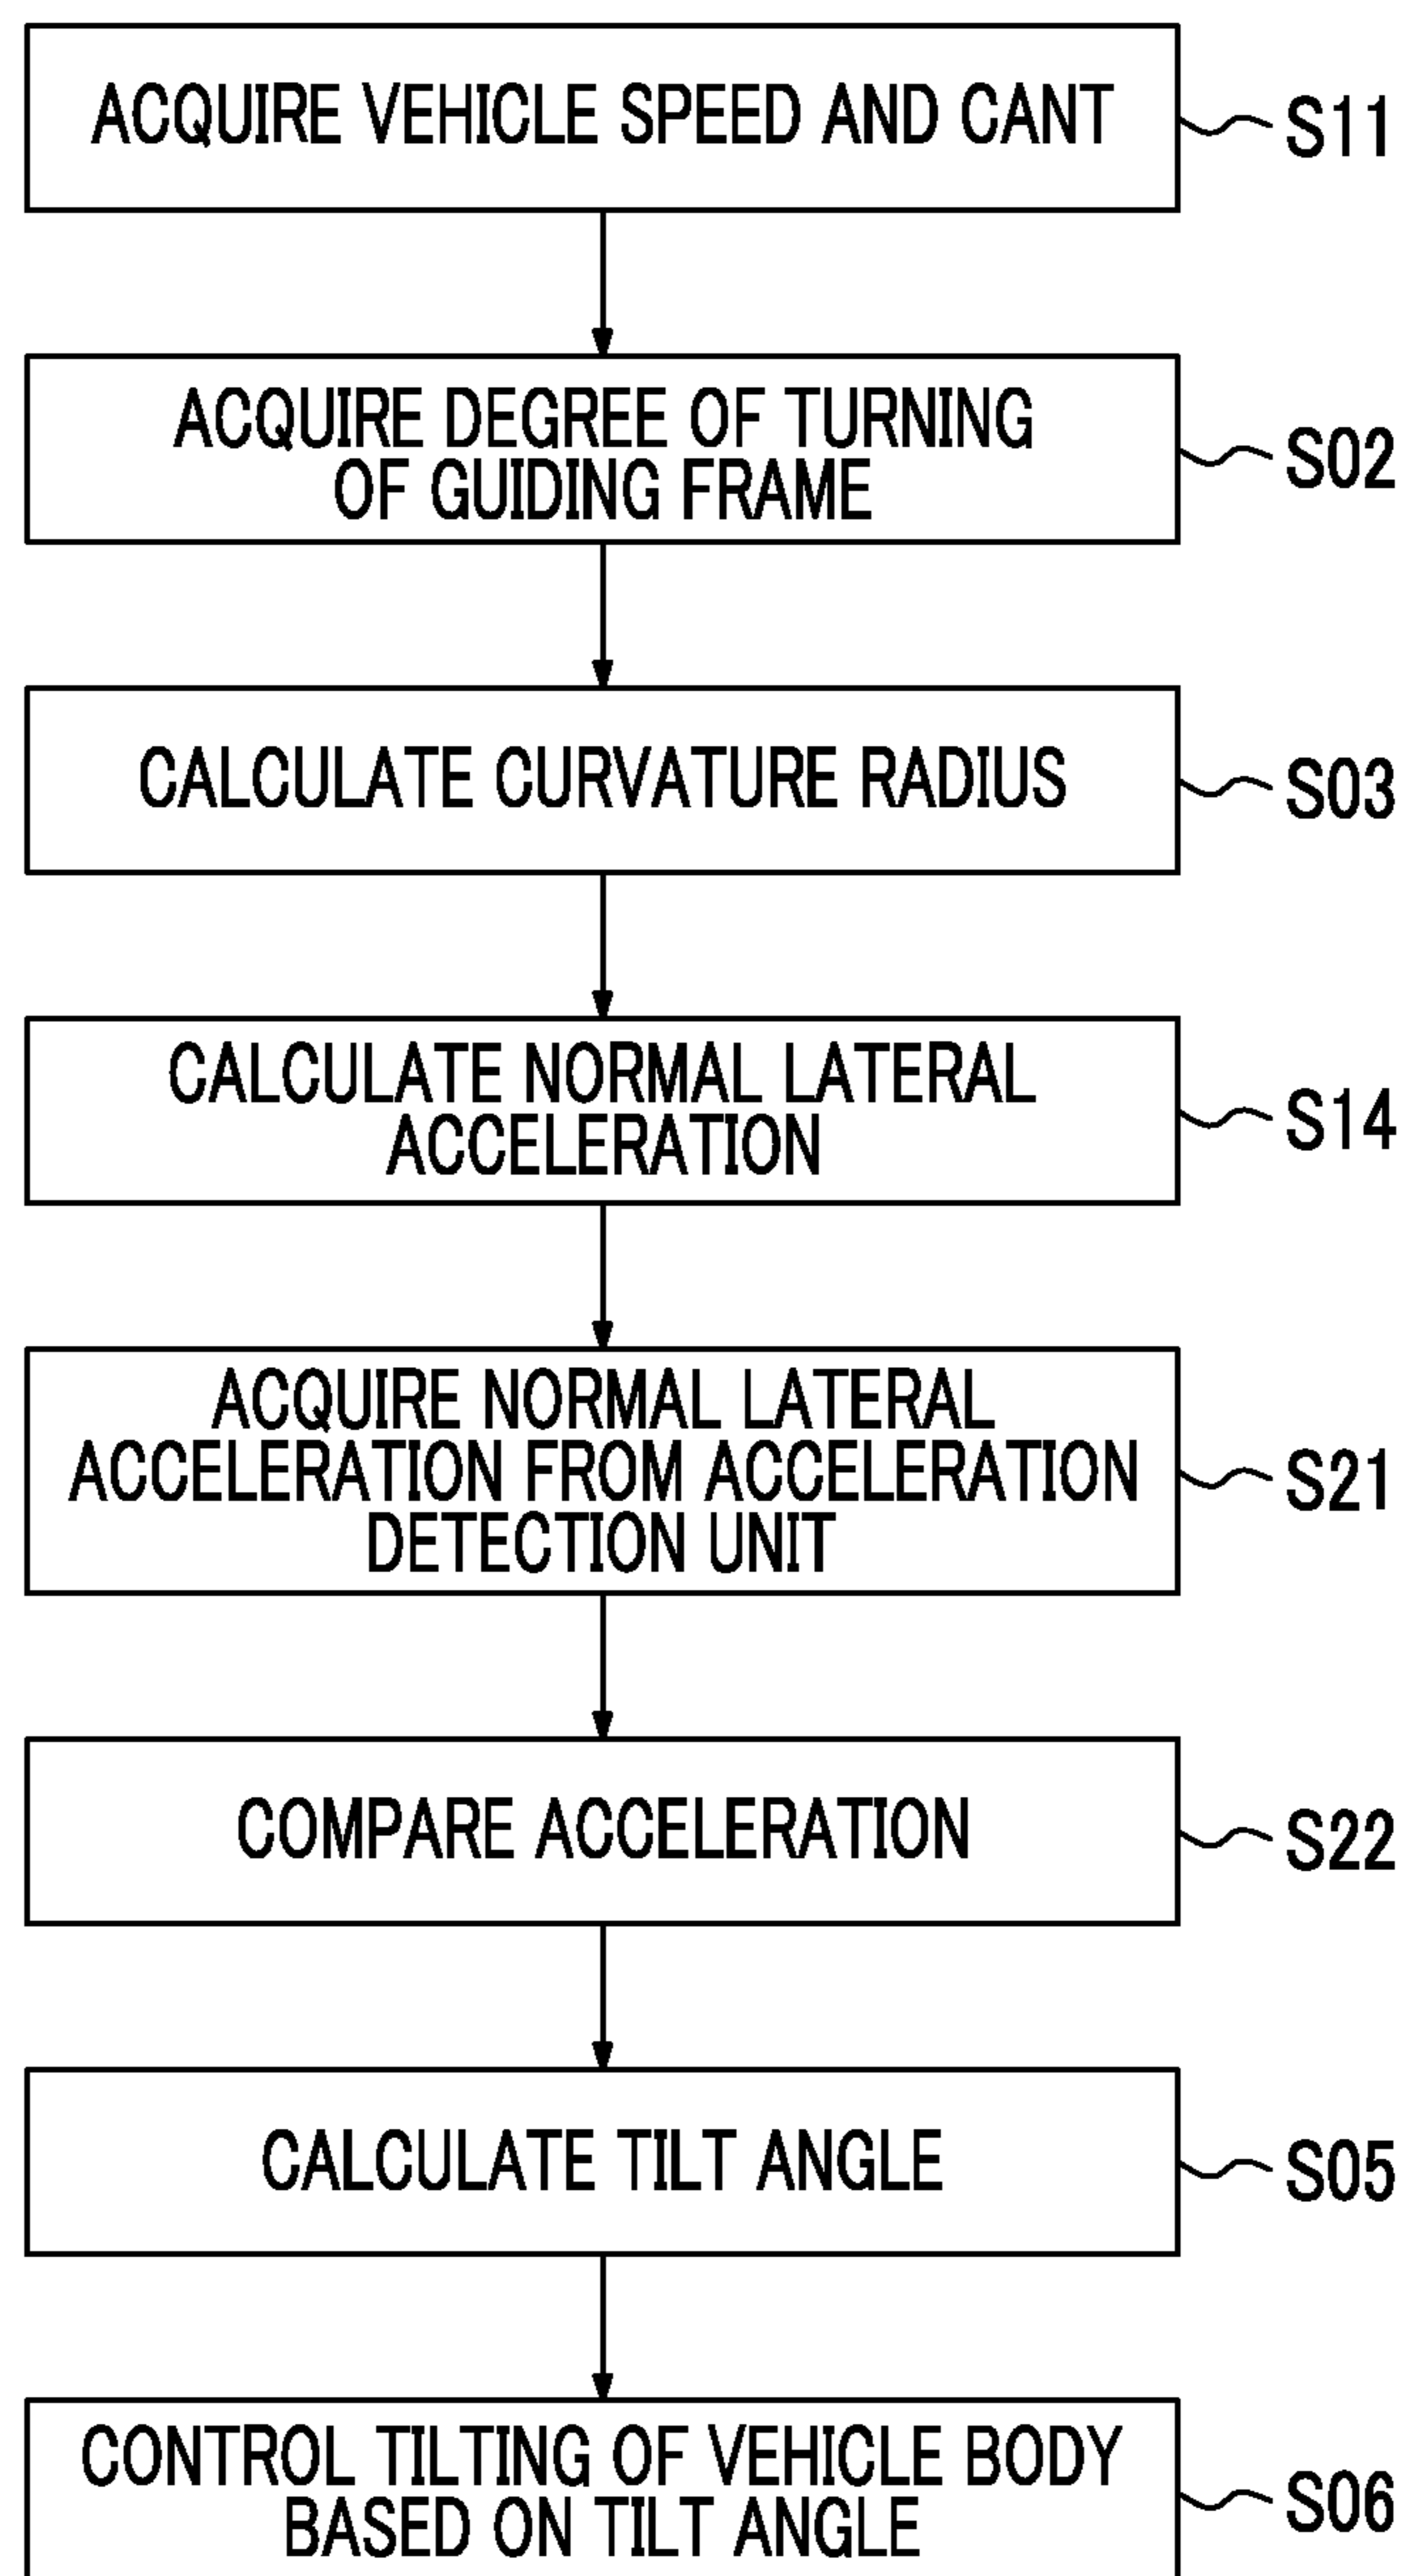 ACQUIRE VEHICLE SPEED AND CANT
S11
ACQUIRE DEGREE OF TURNING
OF GUIDING FRAME
S02
CALCULATE CURVATURE RADIUS
S03
CALCULATE NORMAL LATERAL
ACCELERATION
S14
ACQUIRE NORMAL LATERAL
ACCELERATION FROM ACCELERATION
DETECTION UNIT
S21
COMPARE ACCELERATION
S22
CALCULATE TILT ANGLE
S05
CONTROL TILTING OF VEHICLE BODY
BASED ON TILT ANGLE
S06